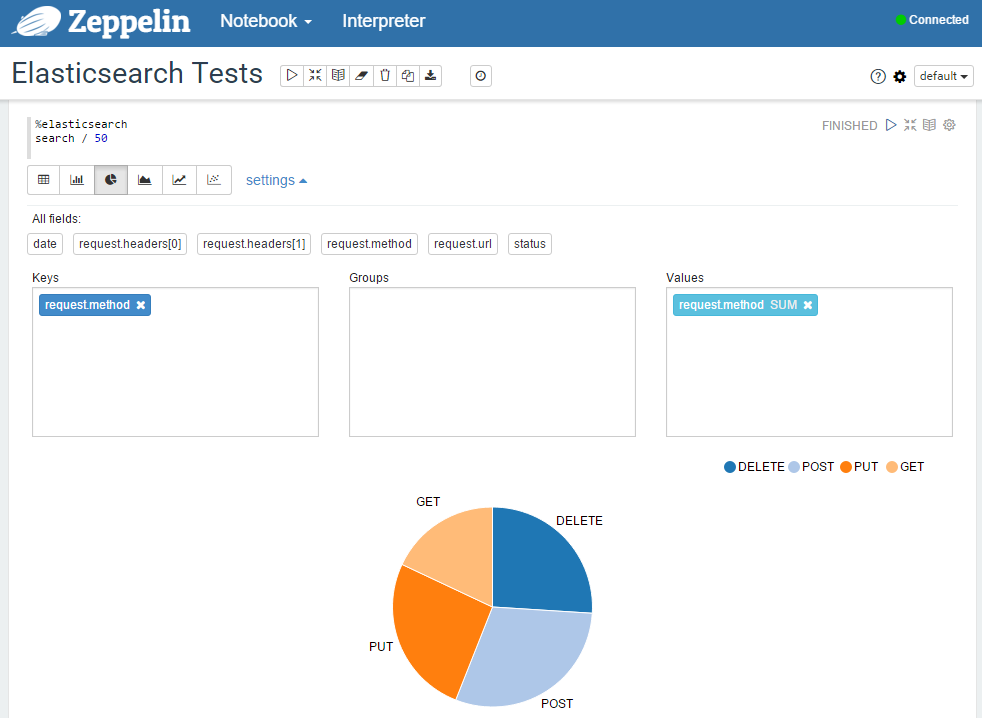 Zeppelin Notebook Interpreter Connected
Elasticsearch Tests default
%elasticsearch FINISHED
search / 50
settings
All fields:
date request.headers[0] request.headers[1] request.method request.url status
Keys Groups Values
request.method request.method SUM
DELETE POST PUT GET
GET
DELETE
PUT
POST